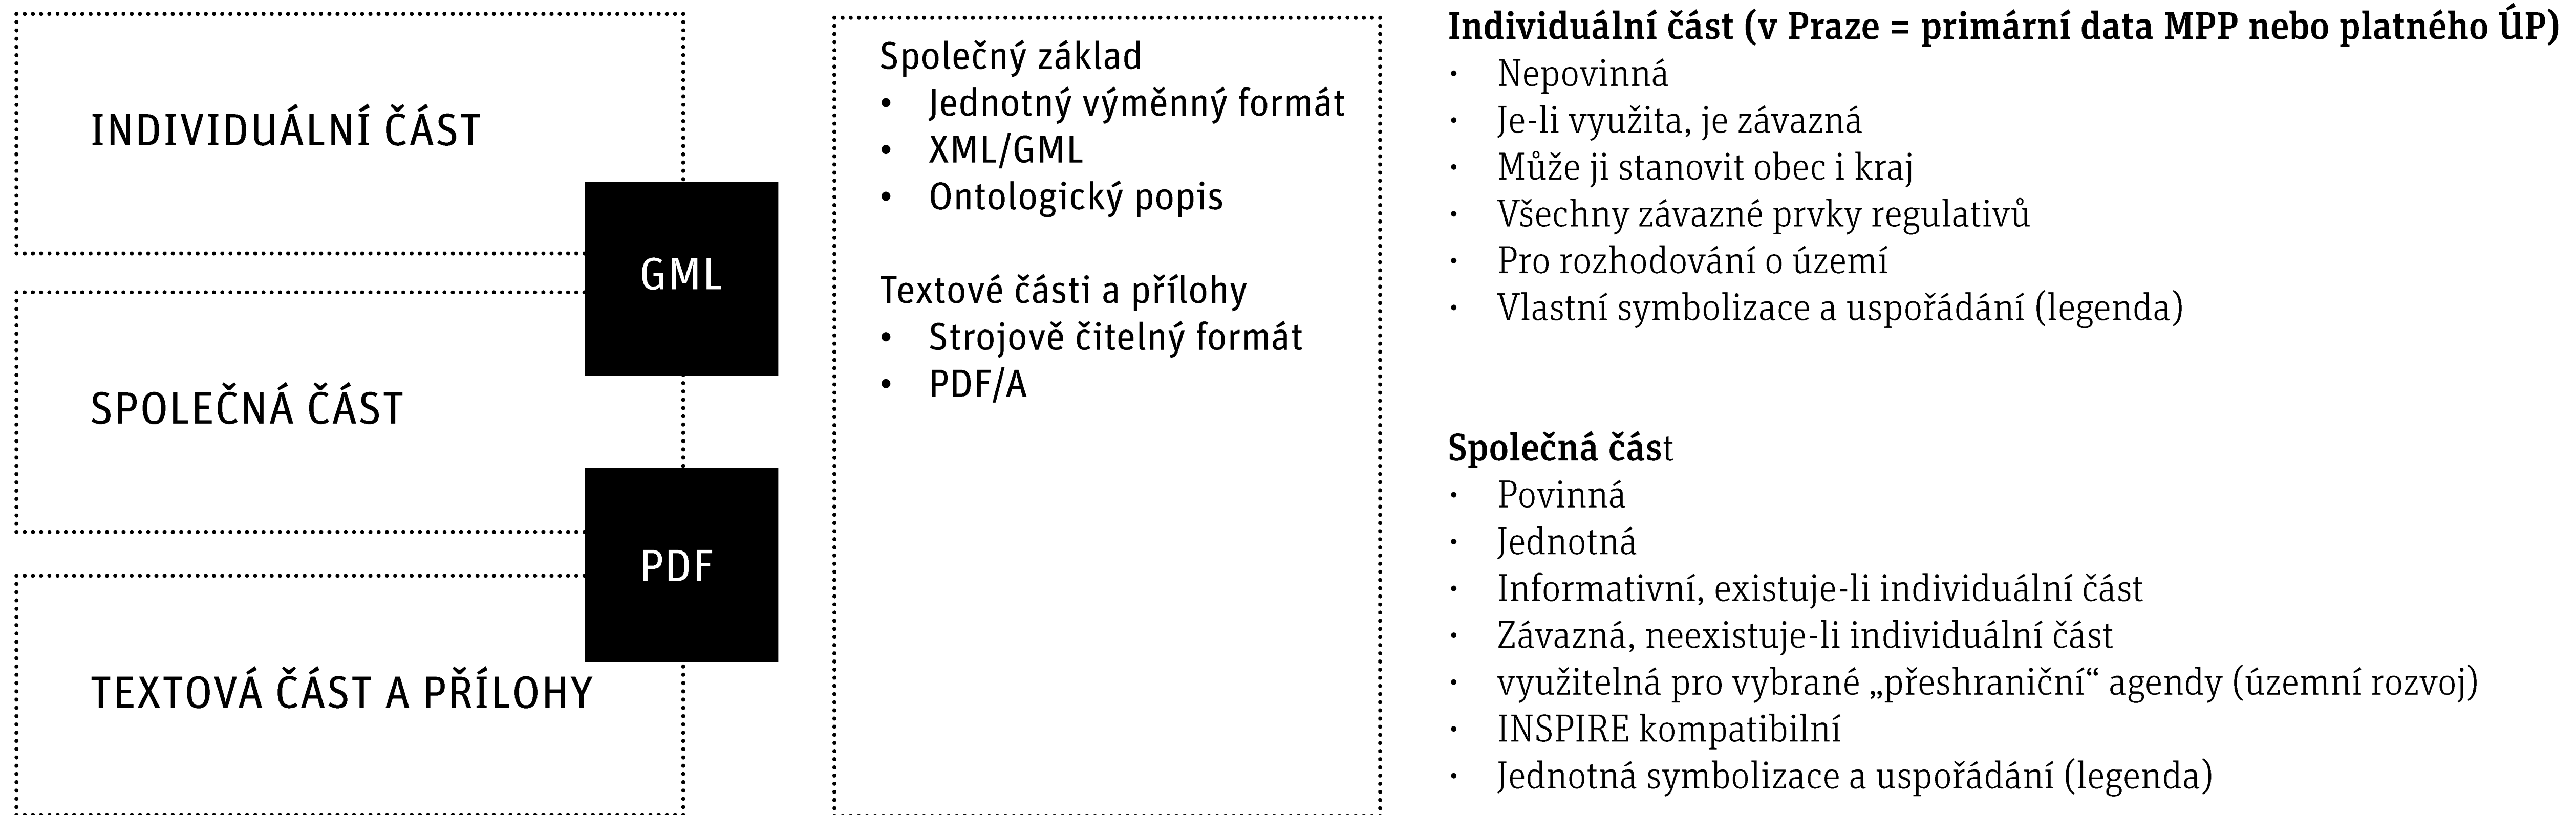 INDIVIDUÁLNÍ ČÁST
GML
SPOLEČNÁ ČÁST
PDF
TEXTOVÁ ČÁST A PŘÍLOHY
Společný základ
• Jednotný výměnný formát
• XML/GML
• Ontologický popis
Textové části a přílohy
• Strojově čitelný formát
• PDF/A
Individuální část (v Praze = primární data MPP nebo platného ÚP)
• Nepovinná
• Je-li využita, je závazná
• Může ji stanovit obec i kraj
• Všechny závazné prvky regulativů
• Pro rozhodování o území
• Vlastní symbolizace a uspořádání (legenda)
Společná část
• Povinná
• Jednotná
• Informativní, existuje-li individuální část
• Závazná, neexistuje-li individuální část
• využitelná pro vybrané „přeshraniční“ agendy (územní rozvoj)
• INSPIRE kompatibilní
• Jednotná symbolizace a uspořádání (legenda)